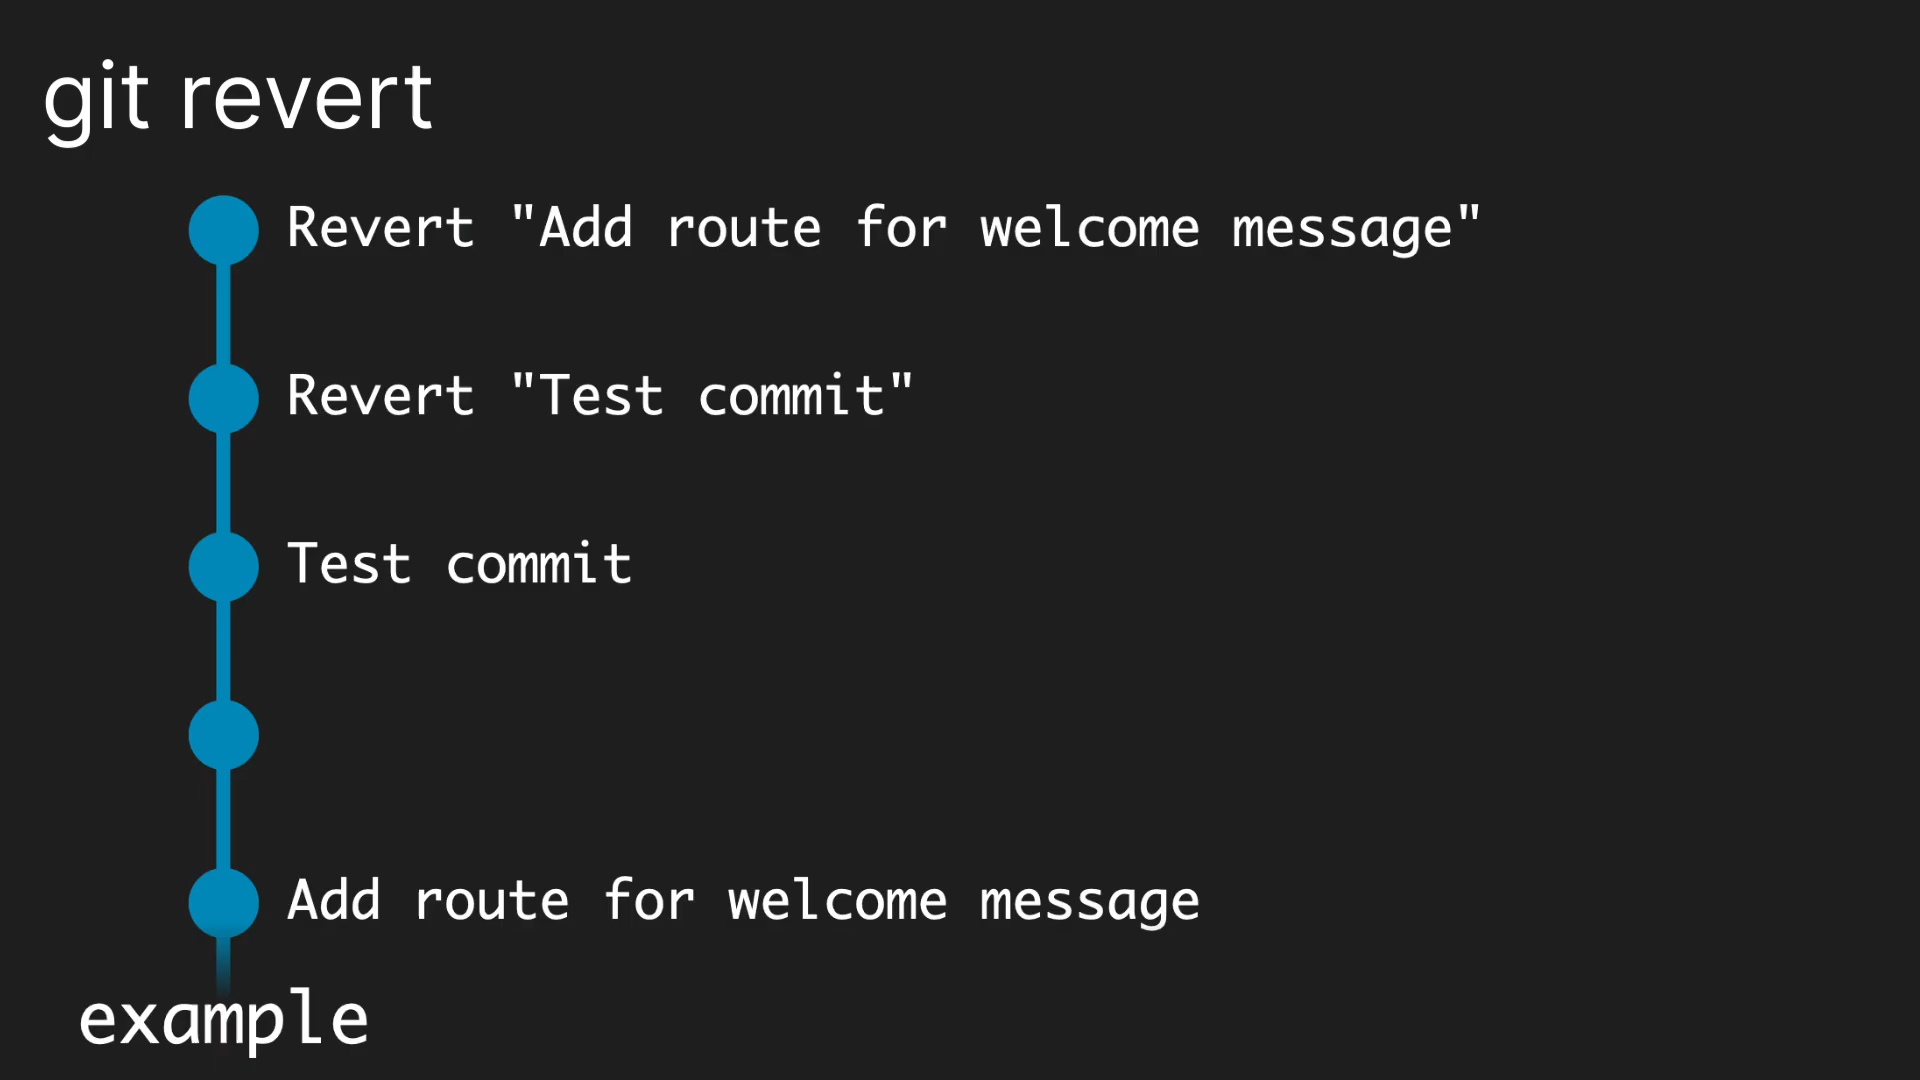 git revert
Revert "Add route for welcome message"
Revert "Test commit"
Test commit
Add route for welcome message
example